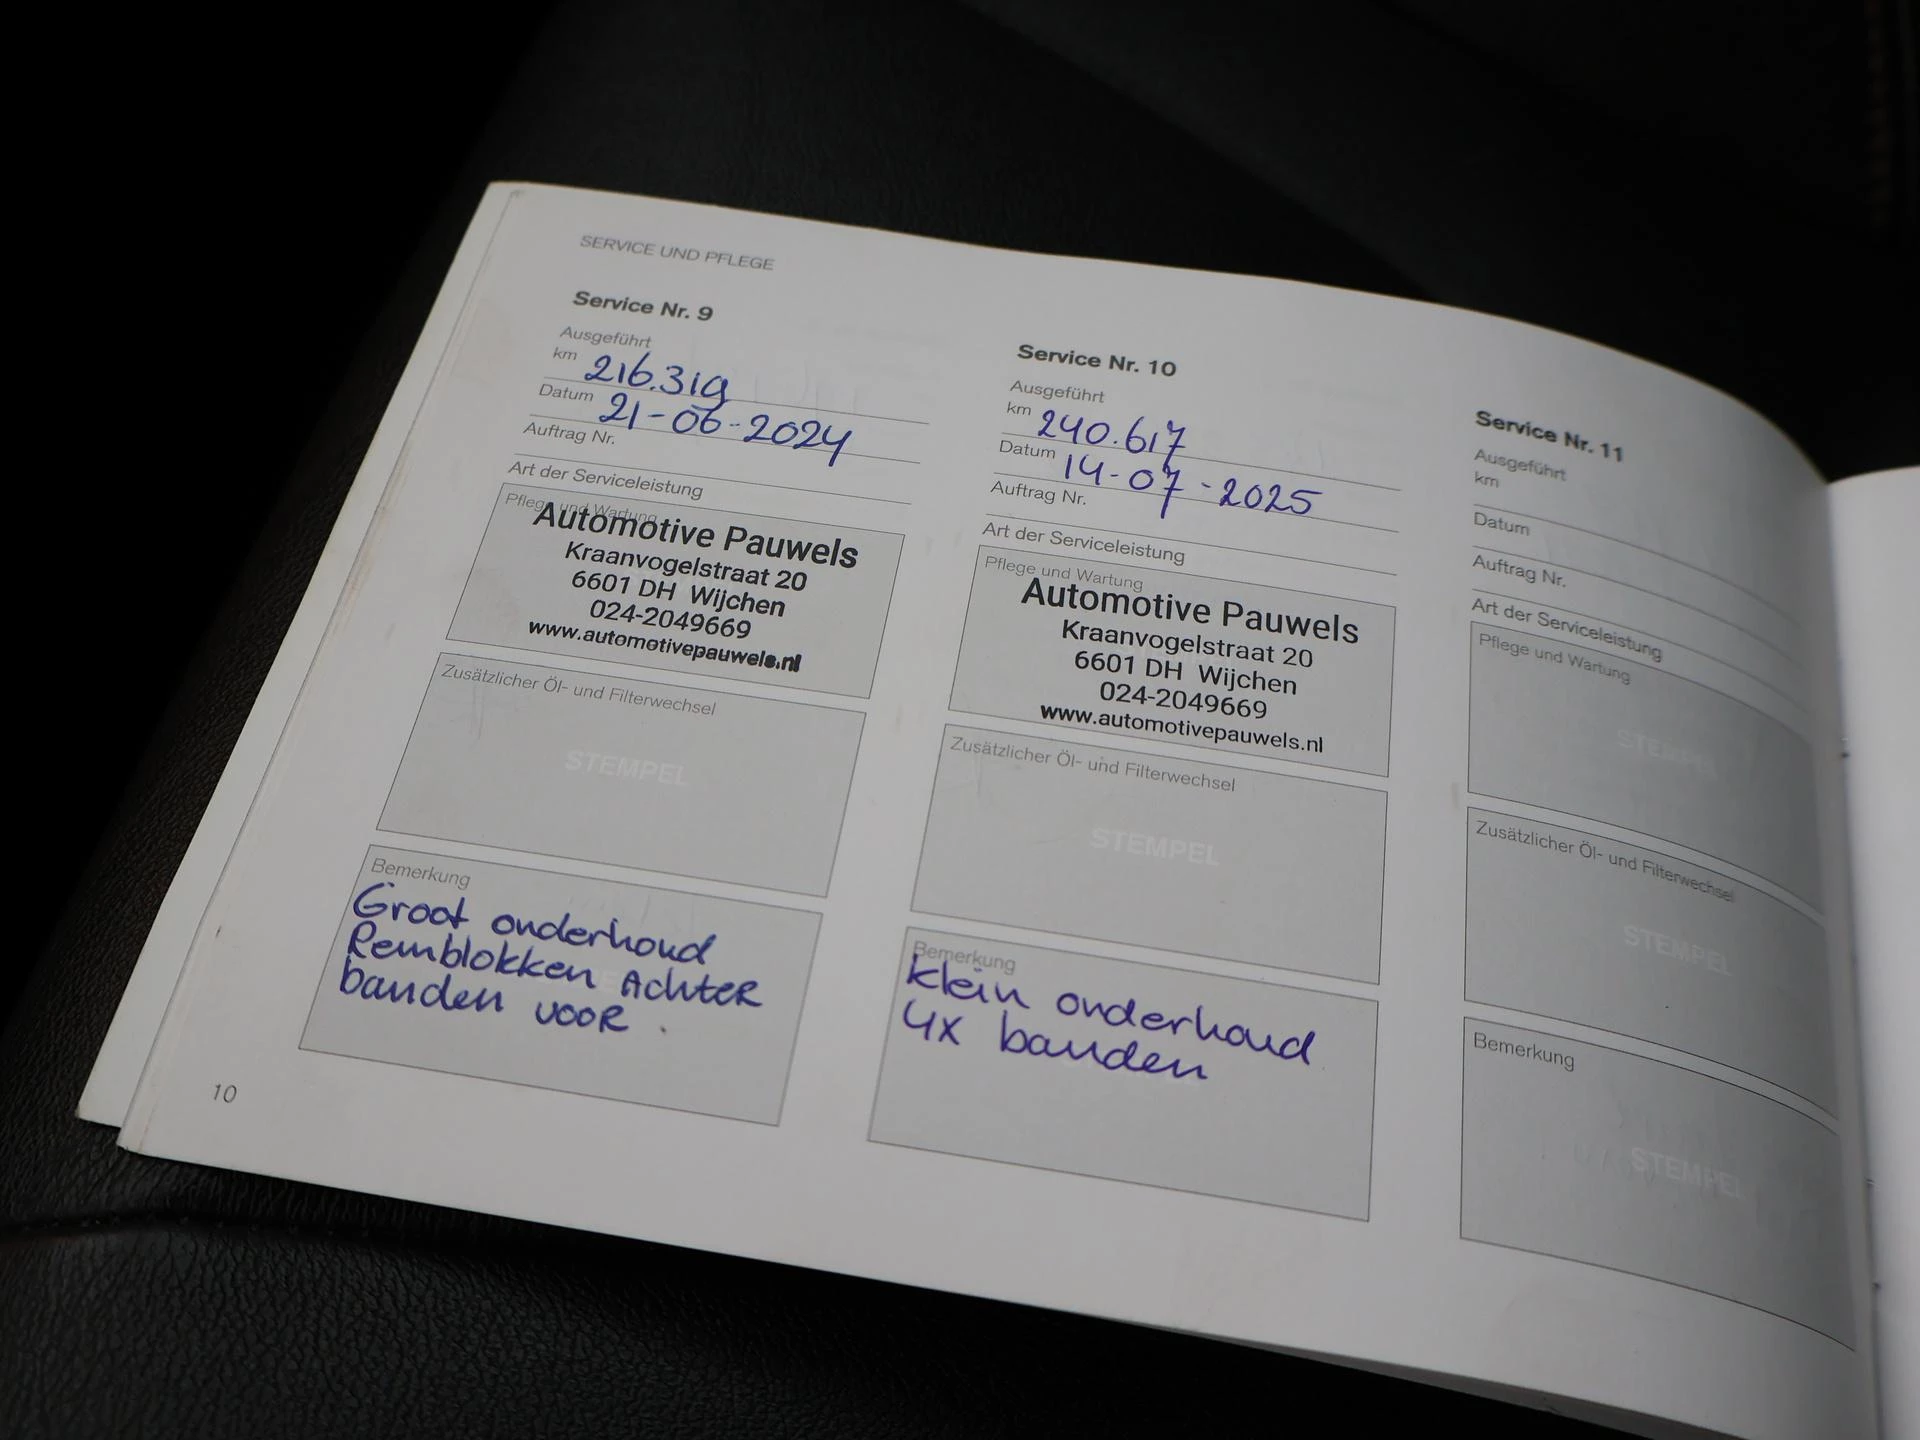 SERVICE UND PFLEGE
Service Nr. 9
Ausgeführt
km 216.319
Datum 21-06-2024
Auftrag Nr.
Art der Serviceleistung
Pflege und Wartung
Automotive Pauwels
Kraanvogelstraat 20
6601 DH Wijchen
024-2049669
www.automotivepauwels.nl
Zusätzlicher Öl- und Filterwechsel
STEMPEL
Bemerkung
Groot onderhoud
Remblokken Achter
banden voor
10
Service Nr. 10
Ausgeführt
km 240.617
Datum 14-07-2025
Auftrag Nr.
Art der Serviceleistung
Pflege und Wartung
Automotive Pauwels
Kraanvogelstraat 20
6601 DH Wijchen
024-2049669
www.automotivepauwels.nl
Zusätzlicher Öl- und Filterwechsel
STEMPEL
Bemerkung
klein onderhoud
4x banden
Service Nr. 11
Ausgeführt
km
Datum
Auftrag Nr.
Art der Serviceleistung
Pflege und Wartung
STEMPEL
Zusätzlicher Öl- und Filterwechsel
STEMPEL
Bemerkung
STEMPEL